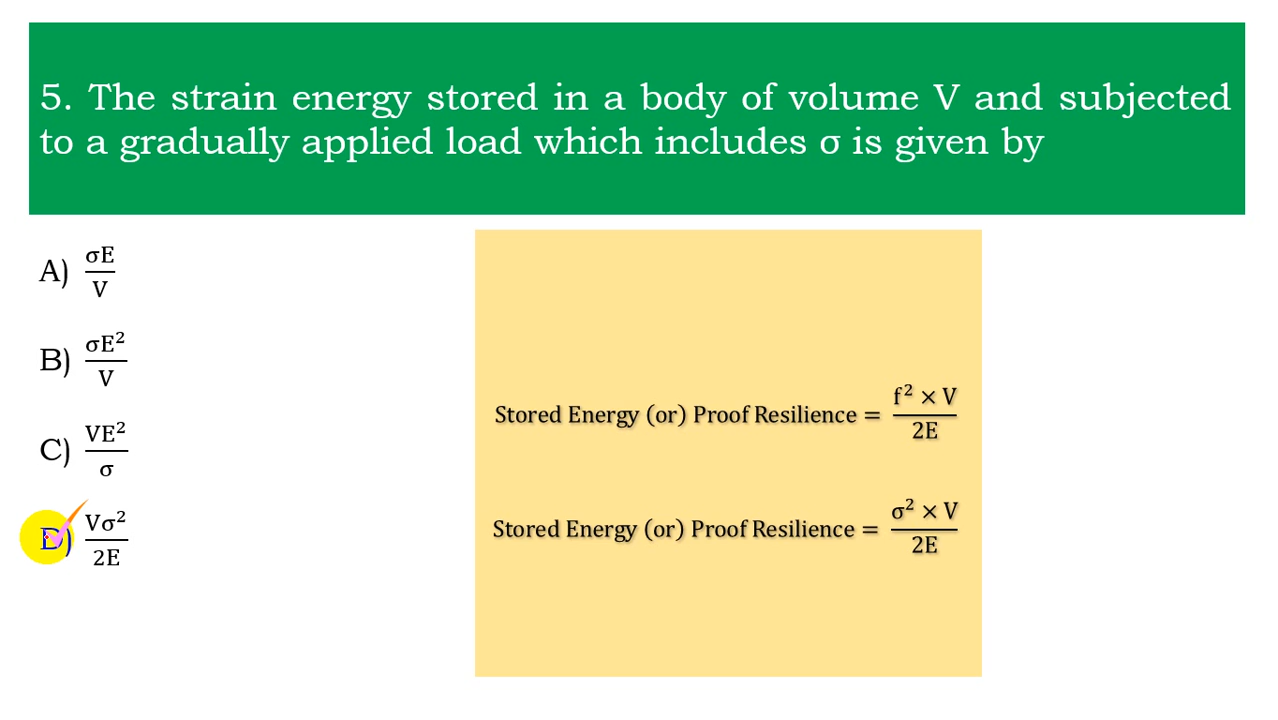 5. The strain energy stored in a body of volume V and subjected
to a gradually applied load which includes σ is given by
A) σE/V
B) σE²/V
C) VE²/σ
D) Vσ²/2E
Stored Energy (or) Proof Resilience = f² × V/2E
Stored Energy (or) Proof Resilience = σ² × V/2E